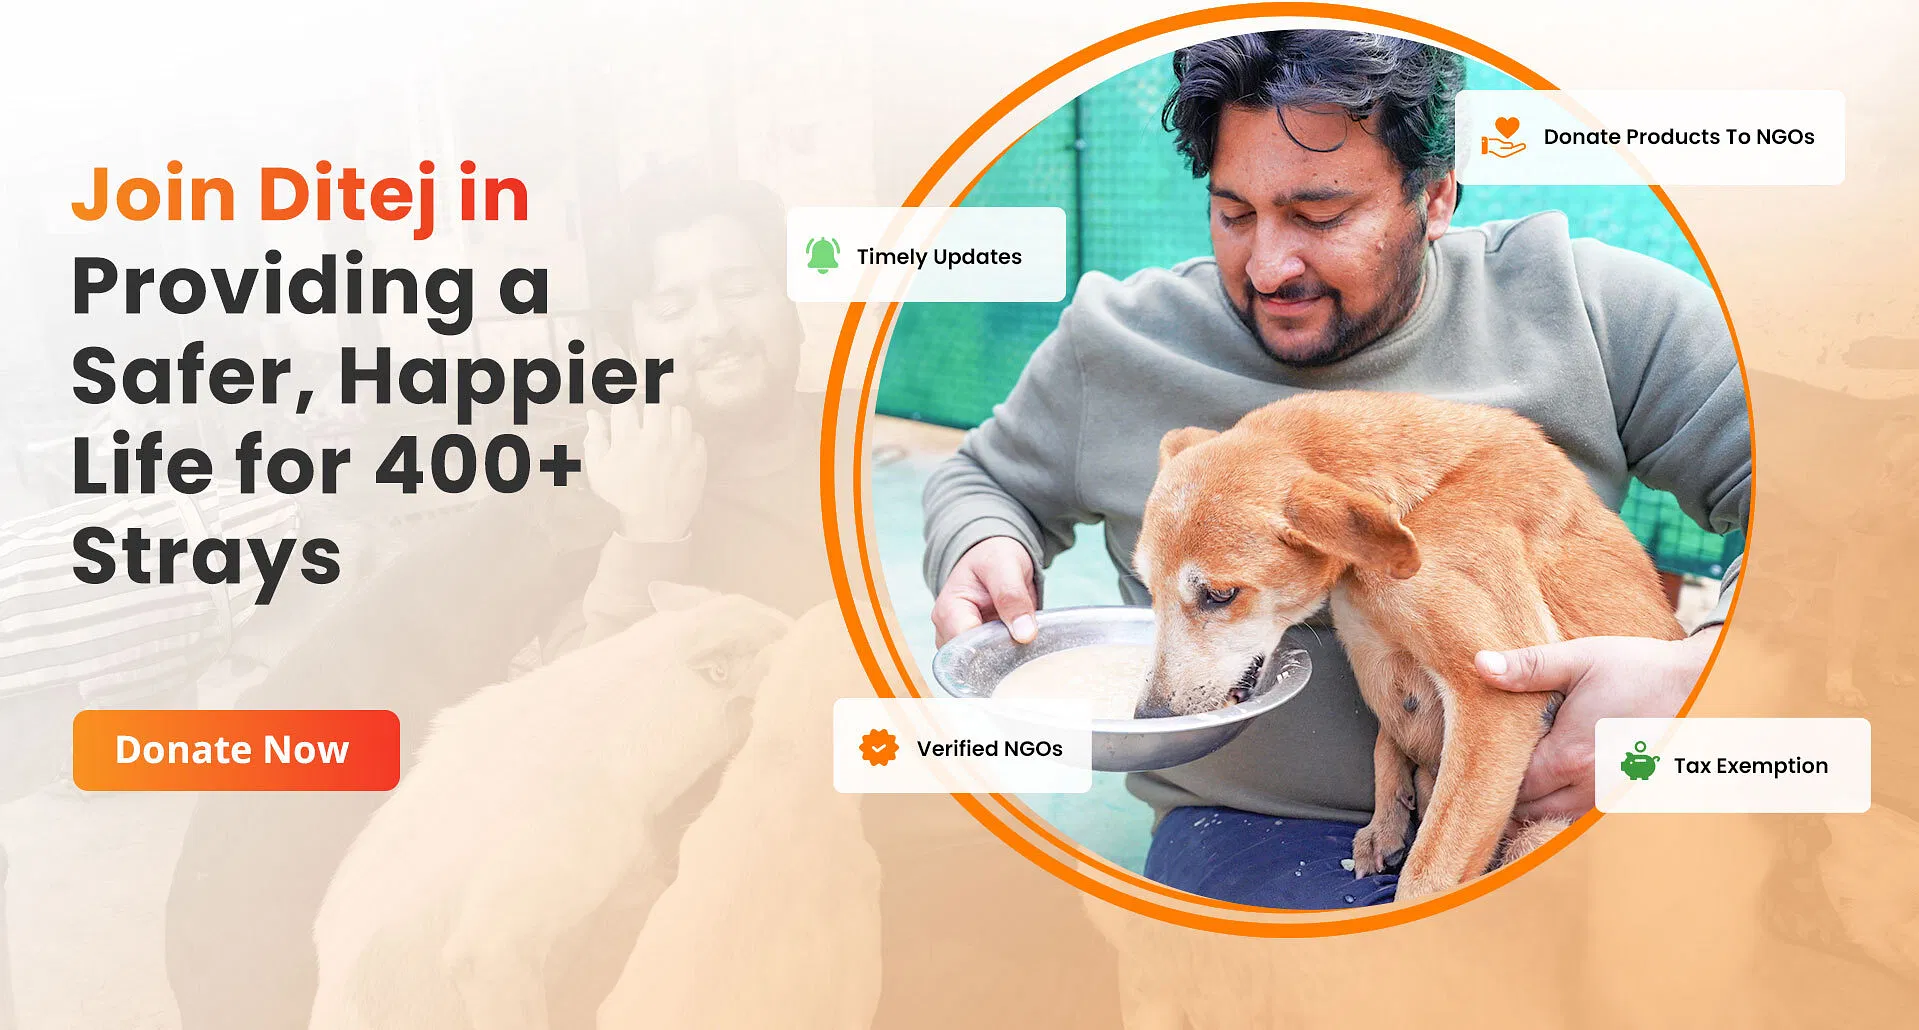 Join Ditej in
Providing a
Safer, Happier
Life for 400+
Strays
Donate Now
Donate Products To NGOs
Timely Updates
Verified NGOs
Tax Exemption